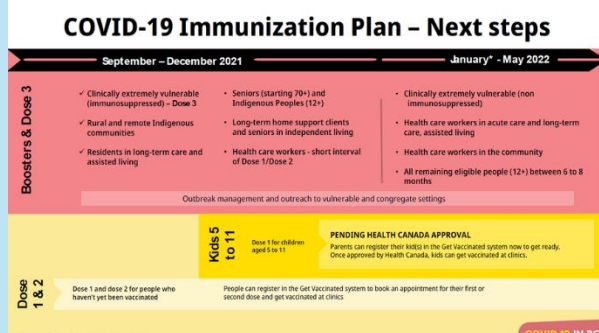 COVID-19 Immunization Plan – Next steps
September – December 2021
January* - May 2022
Boosters & Dose 3
✓ Clinically extremely vulnerable
(immunosuppressed) – Dose 3
✓ Rural and remote Indigenous
communities
✓ Residents in long-term care and
assisted living
• Seniors (starting 70+) and
Indigenous Peoples (12+)
• Long-term home support clients
and seniors in independent living
• Health care workers - short interval
of Dose 1/Dose 2
• Clinically extremely vulnerable (non
immunosuppressed)
• Health care workers in acute care and long-term
care, assisted living
• Health care workers in the community
• All remaining eligible people (12+) between 6 to 8
months
Outbreak management and outreach to vulnerable and congregate settings
Kids 5
to 11
Dose 1 for children
aged 5 to 11
PENDING HEALTH CANADA APPROVAL
Parents can register their kid(s) in the Get Vaccinated system now to get ready.
Once approved by Health Canada, kids can get vaccinated at clinics.
Dose
1 & 2
Dose 1 and dose 2 for people who
haven't yet been vaccinated
People can register in the Get Vaccinated system to book an appointment for their first or
second dose and get vaccinated at clinics
COVID-19 IN BC